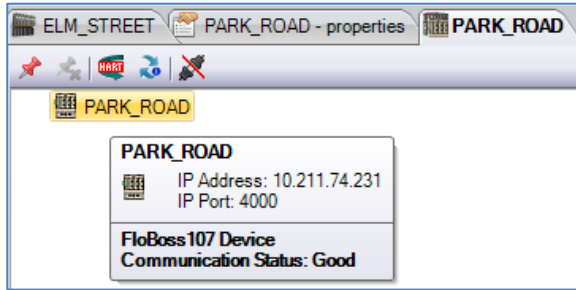 ELM_STREET PARK_ROAD - properties PARK_ROAD
HART
PARK_ROAD
PARK_ROAD
IP Address: 10.211.74.231
IP Port: 4000
FloBoss107 Device
Communication Status: Good